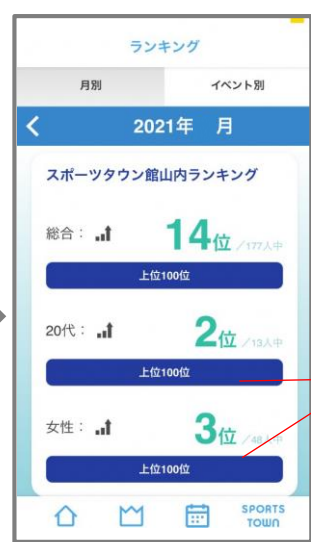 ランキング
月別 イベント別
2021年 月
スポーツタウン館山内ランキング
総合： 14位 ／177人中
上位100位
20代： 2位 ／13人中
上位100位
女性： 3位 ／48人中
上位100位
SPORTS
TOWN